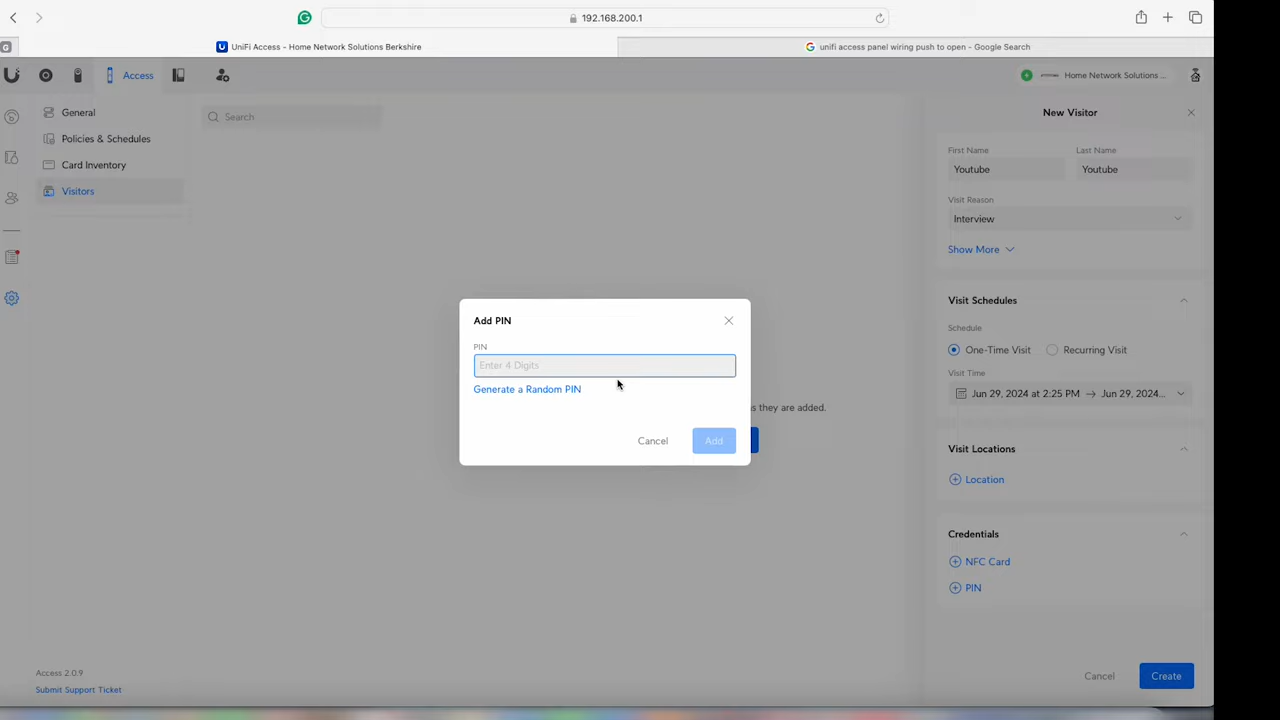 192.168.200.1
UniFi Access - Home Network Solutions Berkshire
unifi access panel wiring push to open - Google Search
Access
Home Network Solutions ...
General
Policies & Schedules
Card Inventory
Visitors
Search
New Visitor
First Name
Last Name
Youtube
Youtube
Visit Reason
Interview
Show More
Visit Schedules
Schedule
One-Time Visit
Recurring Visit
Visit Time
Jun 29, 2024 at 2:25 PM → Jun 29, 2024...
Visit Locations
Location
Credentials
NFC Card
PIN
Cancel
Create
Add PIN
PIN
Enter 4 Digits
Generate a Random PIN
Cancel
Add
s they are added.
Access 2.0.9
Submit Support Ticket